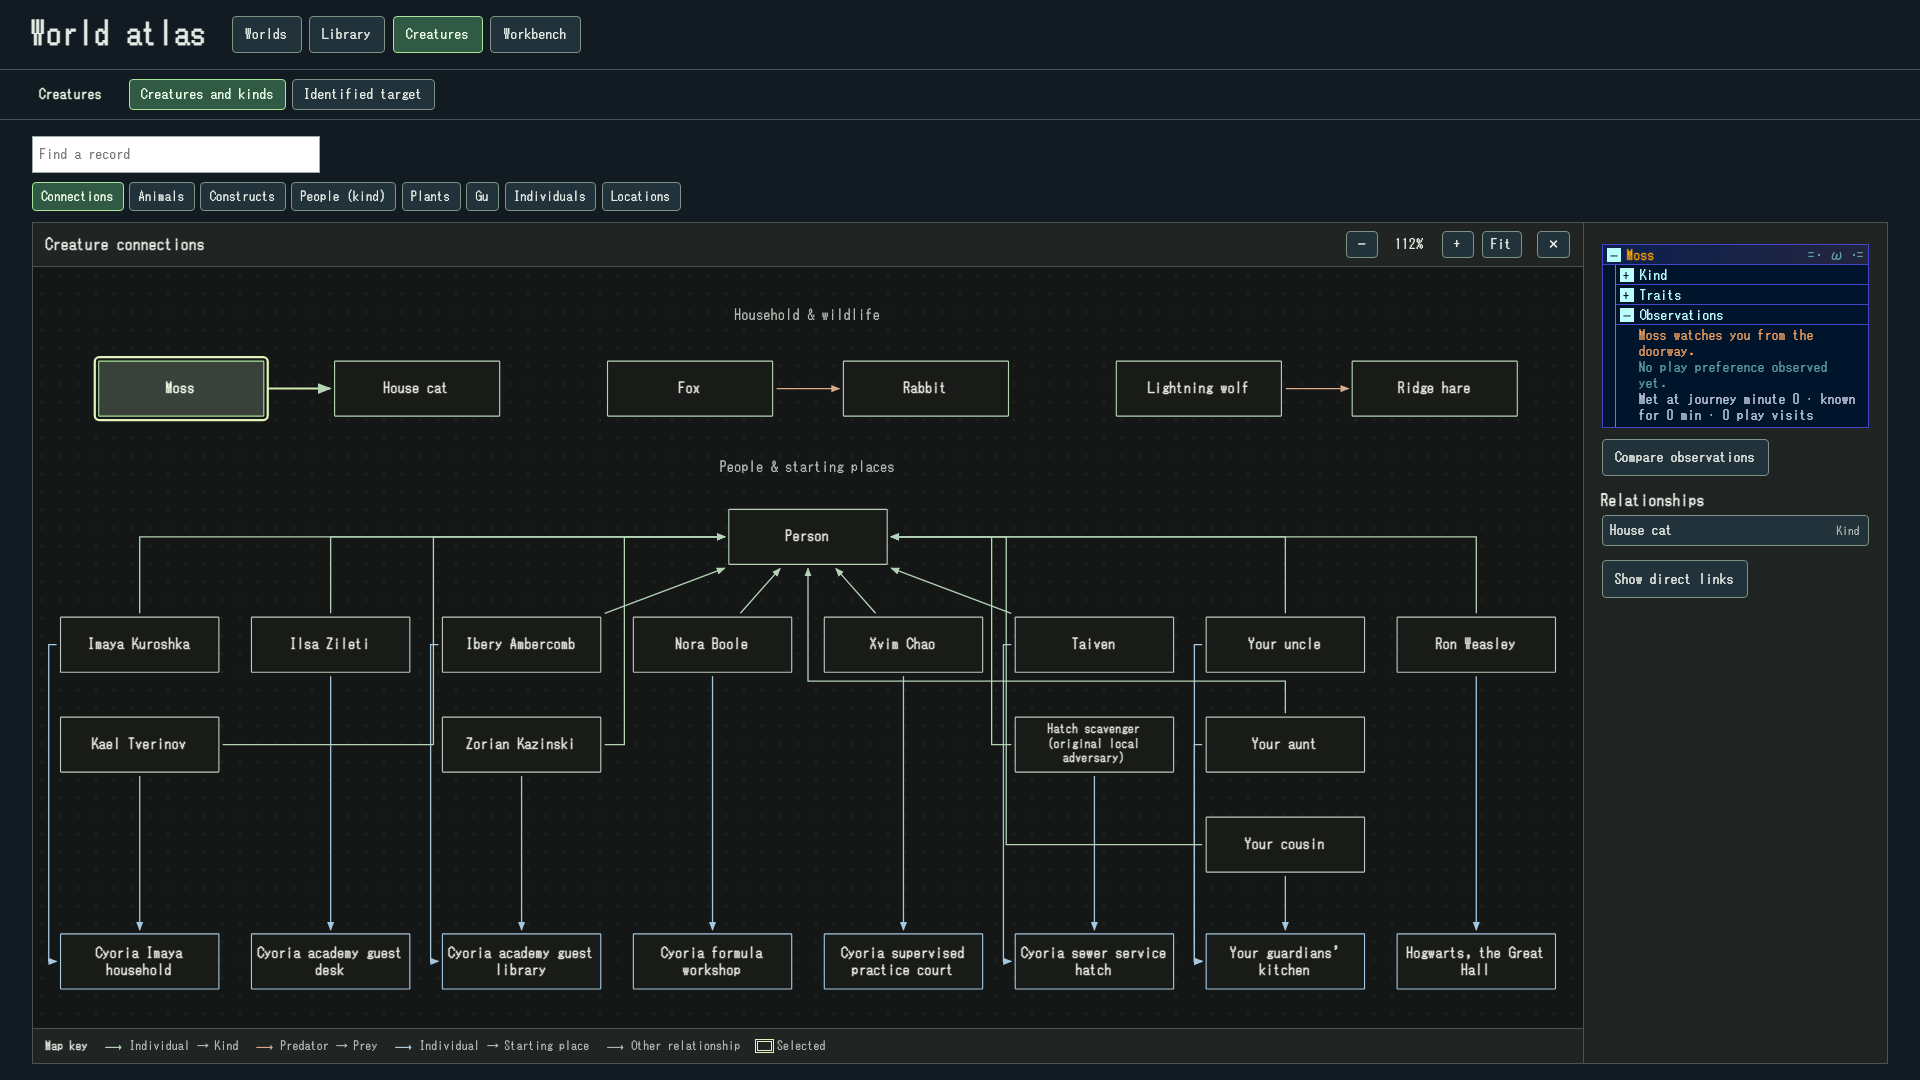 World atlas
Worlds
Library
Creatures
Workbench
Creatures
Creatures and kinds
Identified target
Find a record
Connections
Animals
Constructs
People (kind)
Plants
Gu
Individuals
Locations
Creature connections
−
112%
+
Fit
×
Household & wildlife
Moss
House cat
Fox
Rabbit
Lightning wolf
Ridge hare
People & starting places
Person
Imaya Kuroshka
Ilsa Zileti
Ibery Ambercomb
Nora Boole
Xvim Chao
Taiven
Your uncle
Ron Weasley
Kael Tverinov
Zorian Kazinski
Hatch scavenger
(original local
adversary)
Your aunt
Your cousin
Cyoria Imaya
household
Cyoria academy guest
desk
Cyoria academy guest
library
Cyoria formula
workshop
Cyoria supervised
practice court
Cyoria sewer service
hatch
Your guardians’
kitchen
Hogwarts, the Great
Hall
Map key
Individual → Kind
Predator → Prey
Individual → Starting place
Other relationship
Selected
− Moss =· ω ·=
+ Kind
+ Traits
− Observations
Moss watches you from the
doorway.
No play preference observed
yet.
Met at journey minute 0 · known
for 0 min · 0 play visits
Compare observations
Relationships
House cat Kind
Show direct links